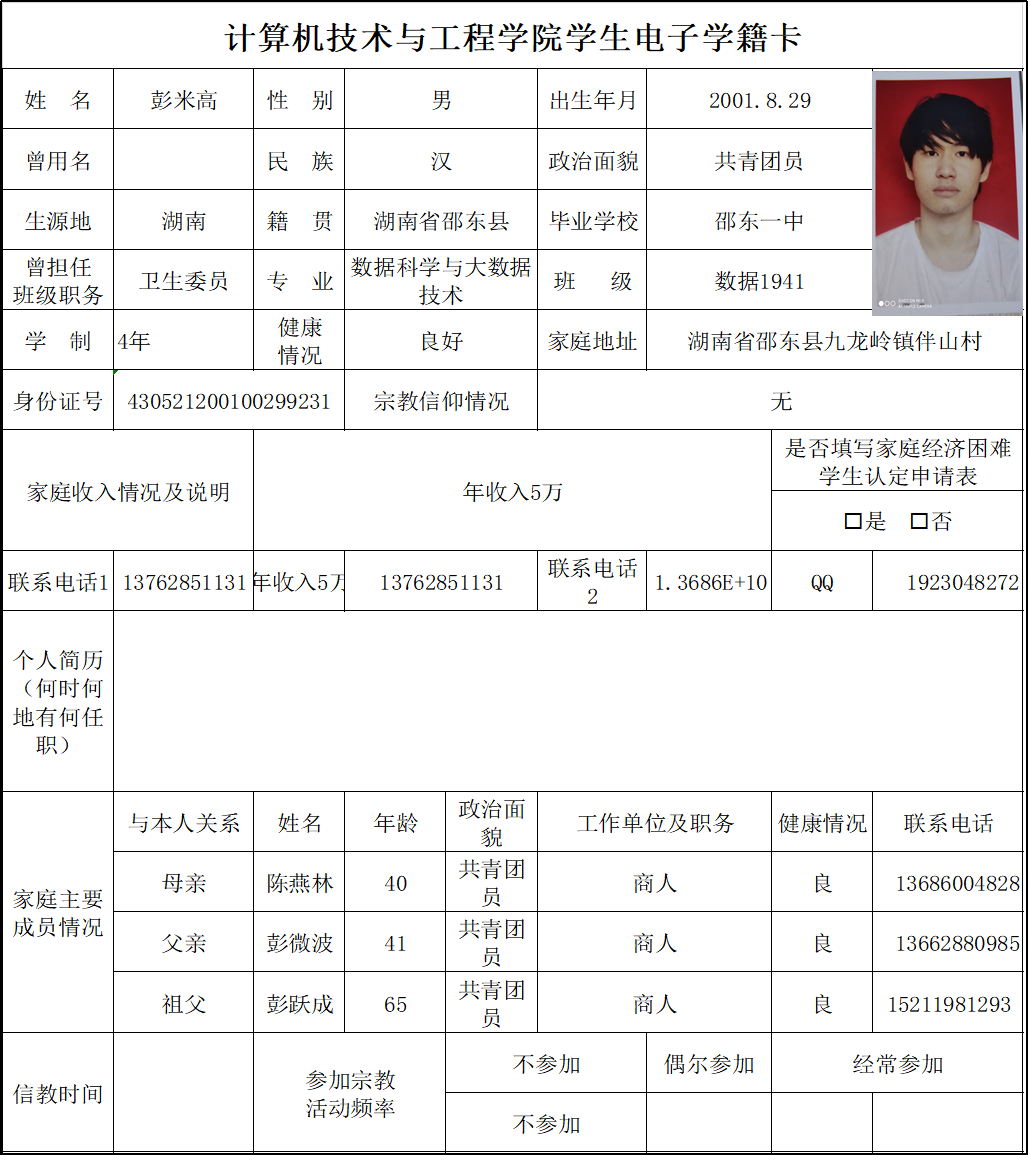 计算机技术与工程学院学生电子学籍卡
姓 名 彭米高 性 别 男 出生年月 2001.8.29
曾用名 民 族 汉 政治面貌 共青团员
生源地 湖南 籍 贯 湖南省邵东县 毕业学校 邵东一中
曾担任
班级职务 卫生委员 专 业 数据科学与大数据
技术 班 级 数据1941
学 制 4年 健康
情况 良好 家庭地址 湖南省邵东县九龙岭镇伴山村
身份证号 430521200100299231 宗教信仰情况 无
家庭收入情况及说明 年收入5万 是否填写家庭经济困难
学生认定申请表
□是 □否
联系电话1 13762851131 年收入5万 13762851131 联系电话
2 1.3686E+10 QQ 1923048272
个人简历
（何时何
地有何任
职）
家庭主要
成员情况
与本人关系 姓名 年龄 政治面
貌 工作单位及职务 健康情况 联系电话
母亲 陈燕林 40 共青团
员 商人 良 13686004828
父亲 彭微波 41 共青团
员 商人 良 13662880985
祖父 彭跃成 65 共青团
员 商人 良 15211981293
信教时间 参加宗教
活动频率 不参加 偶尔参加 经常参加
不参加